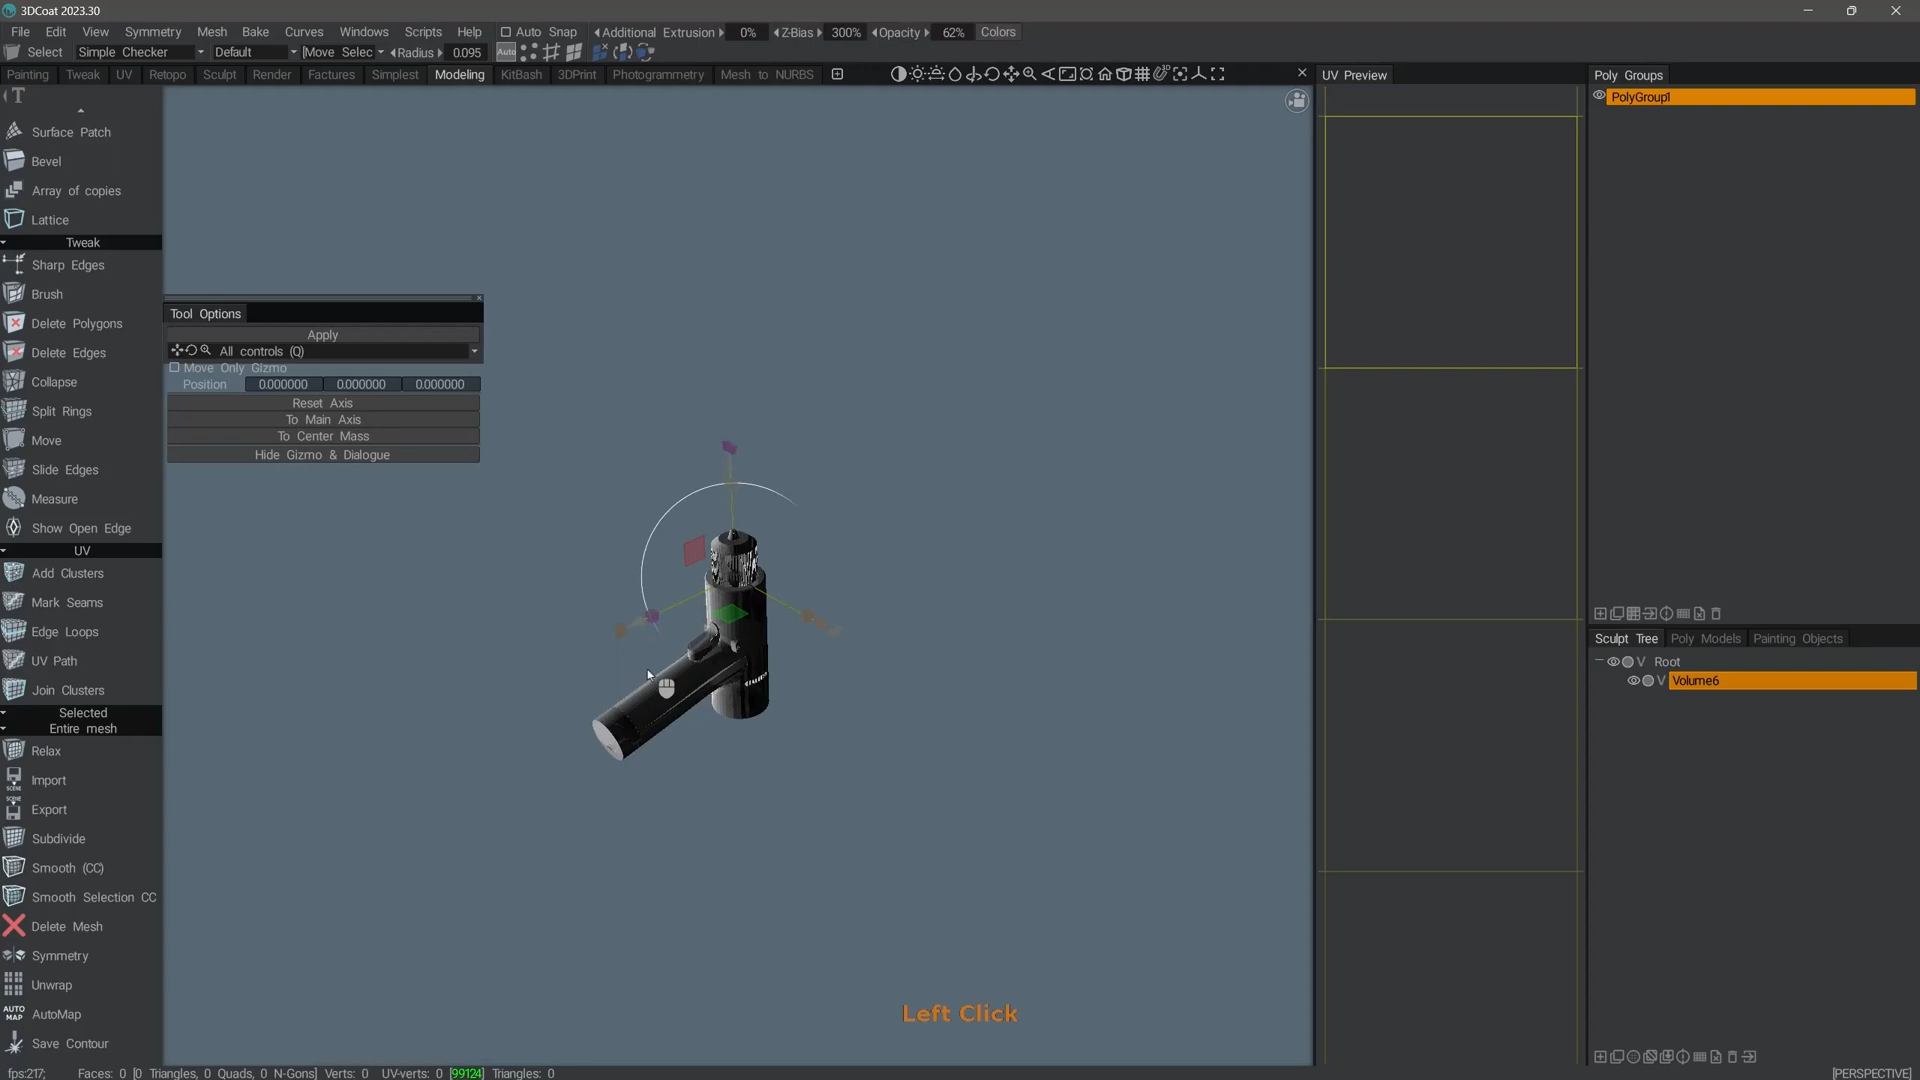 3DCoat 2023.30
File Edit View Symmetry Mesh Bake Curves Windows Scripts Help Auto Snap Additional Extrusion 0% Z-Bias 300% Opacity 62% Colors
Select Simple Checker Default [Move Selec Radius 0.095 Auto
Painting Tweak UV Retopo Sculpt Render Factures Simplest Modeling KitBash 3DPrint Photogrammetry Mesh to NURBS UV Preview Poly Groups
PolyGroup1
T
Surface Patch
Bevel
Array of copies
Lattice
Tweak
Sharp Edges
Brush
Delete Polygons
Delete Edges
Collapse
Split Rings
Move
Slide Edges
Measure
Show Open Edge
UV
Add Clusters
Mark Seams
Edge Loops
UV Path
Join Clusters
Selected
Entire mesh
Relax
SCENE
Import
SCENE
Export
Subdivide
Smooth (CC)
Smooth Selection CC
Delete Mesh
Symmetry
Unwrap
AUTO MAP AutoMap
Save Contour
Tool Options
Apply
All controls (Q)
Move Only Gizmo
Position 0.000000 0.000000 0.000000
Reset Axis
To Main Axis
To Center Mass
Hide Gizmo & Dialogue
Sculpt Tree Poly Models Painting Objects
V Root
V Volume6
Left Click
fps:217; Faces: 0 [0 Triangles, 0 Quads, 0 N-Gons] Verts: 0 UV-verts: 0 [99124] Triangles: 0 [PERSPECTIVE]